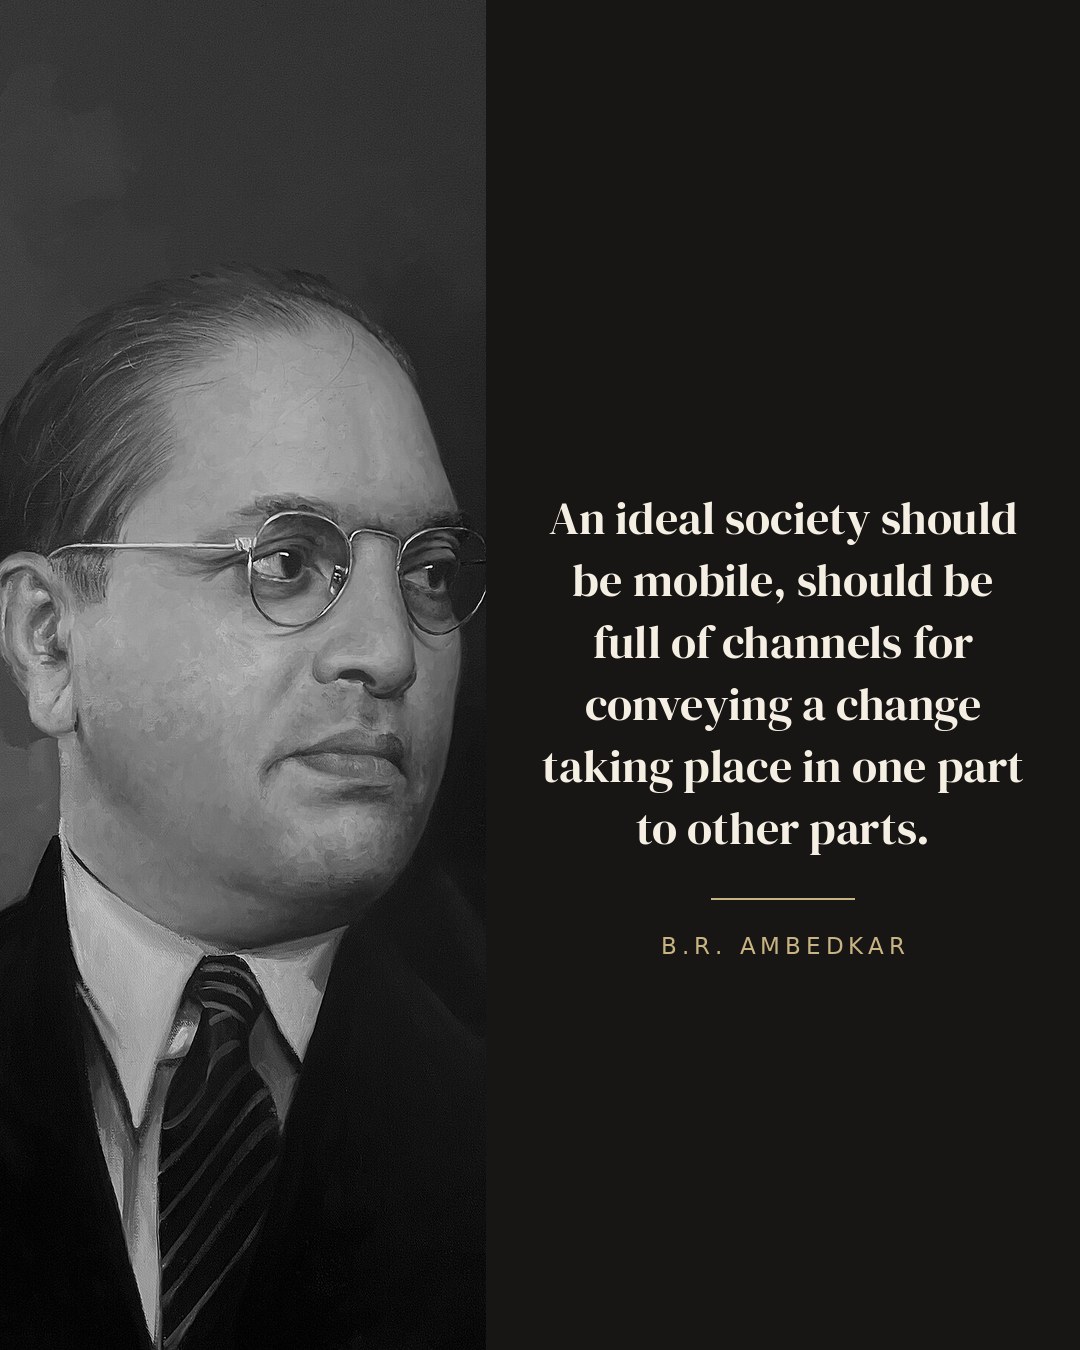 An ideal society should
be mobile, should be
full of channels for
conveying a change
taking place in one part
to other parts.
B.R. AMBEDKAR